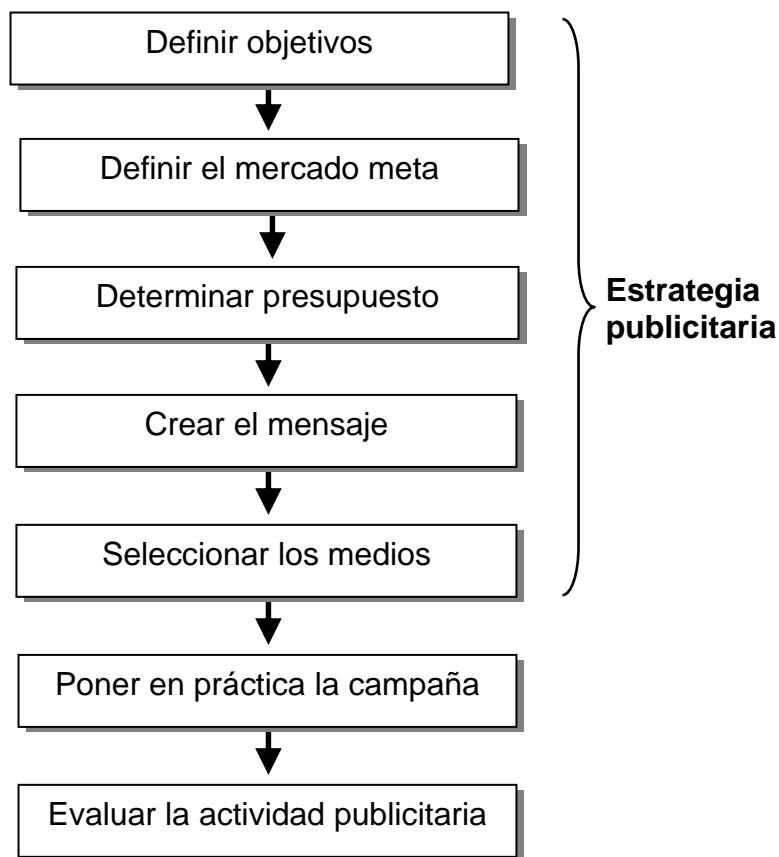 Definir objetivos
Definir el mercado meta
Determinar presupuesto
Crear el mensaje
Seleccionar los medios
Poner en práctica la campaña
Evaluar la actividad publicitaria
Estrategia
publicitaria